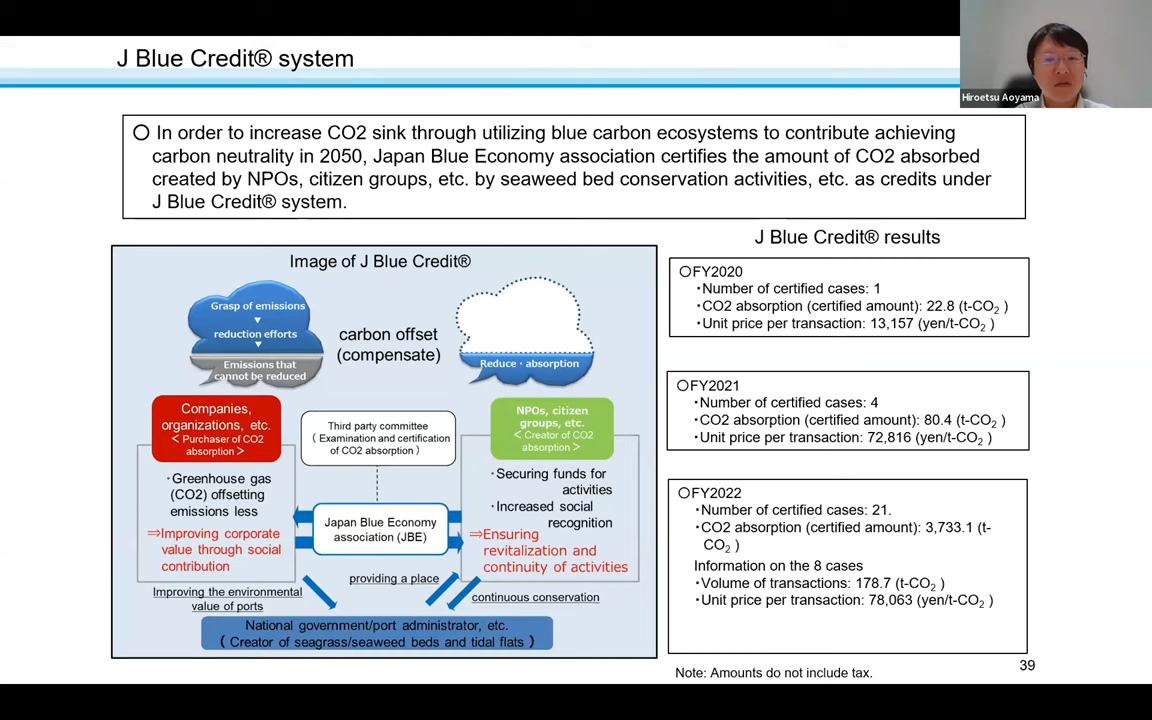 J Blue Credit® system
Hiroetsu Aoyama
○ In order to increase CO2 sink through utilizing blue carbon ecosystems to contribute achieving
carbon neutrality in 2050, Japan Blue Economy association certifies the amount of CO2 absorbed
created by NPOs, citizen groups, etc. by seaweed bed conservation activities, etc. as credits under
J Blue Credit® system.
Image of J Blue Credit®
Grasp of emissions
▼
reduction efforts
▼
Emissions that
cannot be reduced
carbon offset
(compensate)
Reduce・absorption
Companies,
organizations, etc.
＜ Purchaser of CO2
absorption ＞
・Greenhouse gas
(CO2) offsetting
emissions less
⇒Improving corporate
value through social
contribution
Third party committee
( Examination and certification
of CO2 absorption )
Japan Blue Economy
association (JBE)
NPOs, citizen
groups, etc.
＜ Creator of CO2
absorption ＞
・Securing funds for
activities
・Increased social
recognition
⇒Ensuring
revitalization and
continuity of activities
Improving the environmental
value of ports
providing a place
continuous conservation
National government/port administrator, etc.
( Creator of seagrass/seaweed beds and tidal flats )
J Blue Credit® results
○FY2020
・Number of certified cases: 1
・CO2 absorption (certified amount): 22.8 (t-CO2 )
・Unit price per transaction: 13,157 (yen/t-CO2 )
○FY2021
・Number of certified cases: 4
・CO2 absorption (certified amount): 80.4 (t-CO2 )
・Unit price per transaction: 72,816 (yen/t-CO2 )
○FY2022
・Number of certified cases: 21.
・CO2 absorption (certified amount): 3,733.1 (t-
CO2 )
Information on the 8 cases
・Volume of transactions: 178.7 (t-CO2 )
・Unit price per transaction: 78,063 (yen/t-CO2 )
Note: Amounts do not include tax.
39